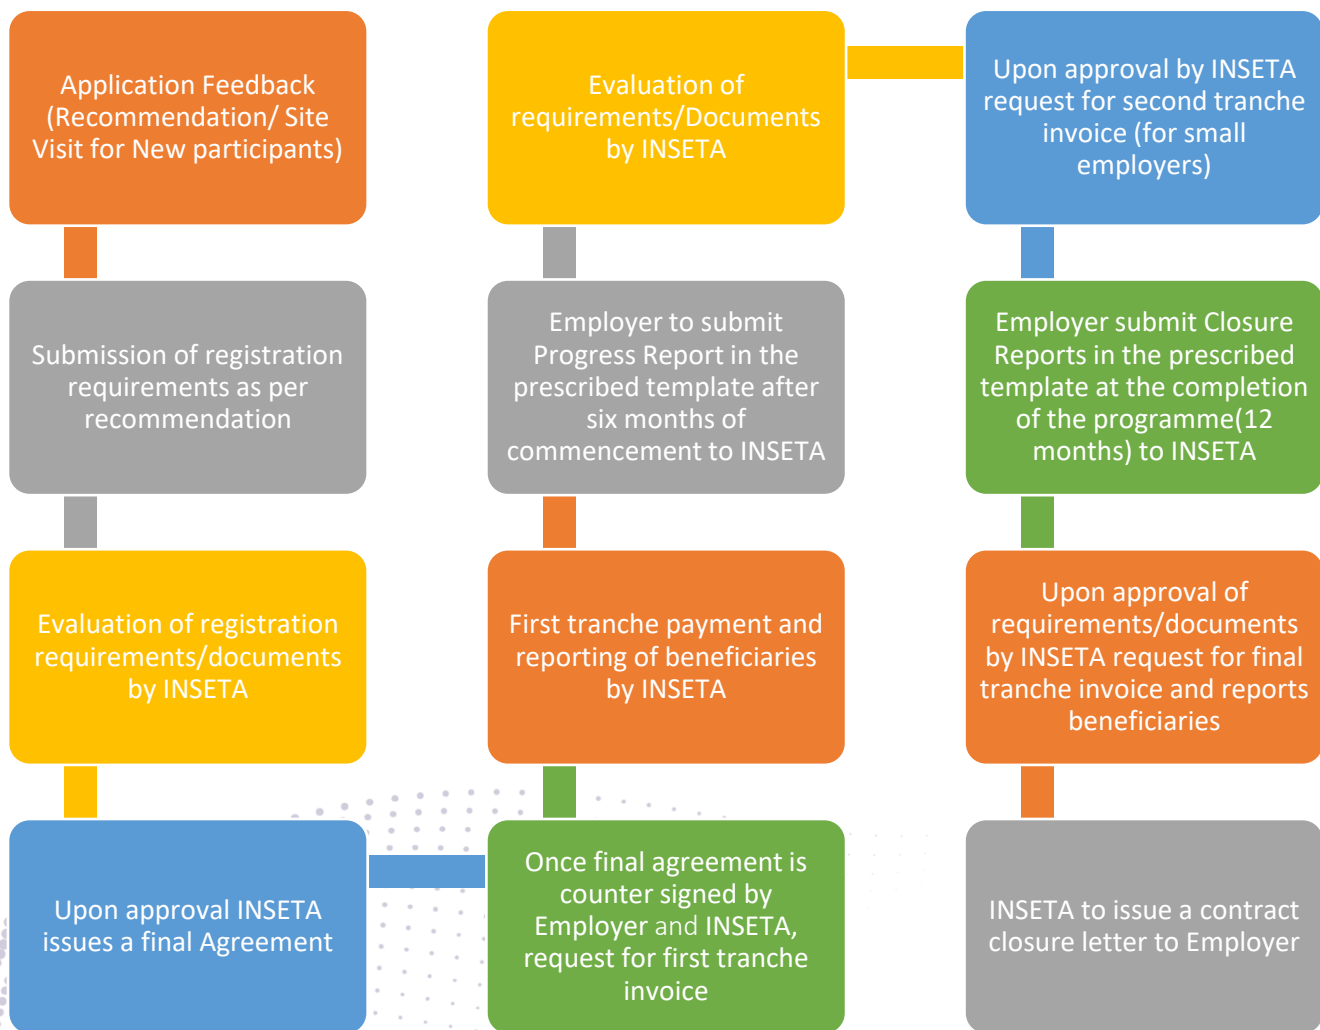 Application Feedback
(Recommendation/ Site
Visit for New participants)
Submission of registration
requirements as per
recommendation
Evaluation of registration
requirements/documents
by INSETA
Upon approval INSETA
issues a final Agreement
Once final agreement is
counter signed by
Employer and INSETA,
request for first tranche
invoice
First tranche payment and
reporting of beneficiaries
by INSETA
Employer to submit
Progress Report in the
prescribed template after
six months of
commencement to INSETA
Evaluation of
requirements/Documents
by INSETA
Upon approval by INSETA
request for second tranche
invoice (for small
employers)
Employer submit Closure
Reports in the prescribed
template at the completion
of the programme(12
months) to INSETA
Upon approval of
requirements/documents
by INSETA request for final
tranche invoice and reports
beneficiaries
INSETA to issue a contract
closure letter to Employer